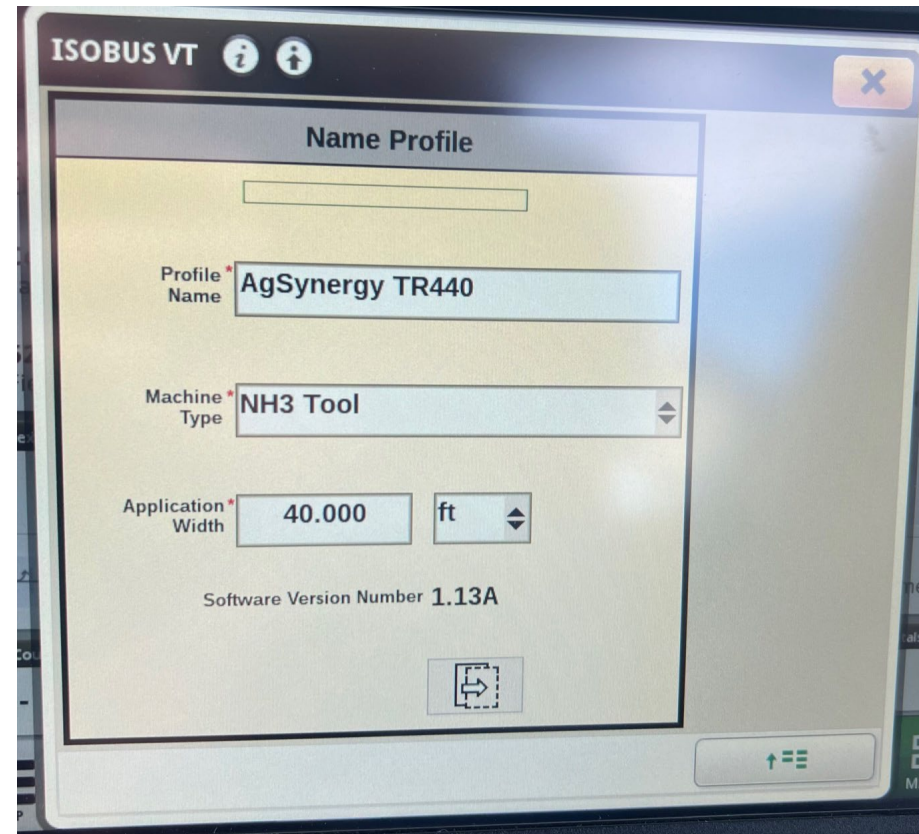 ISOBUS VT
Name Profile
Profile *
Name
AgSynergy TR440
Machine *
Type
NH3 Tool
Application *
Width
40.000
ft
Software Version Number 1.13A